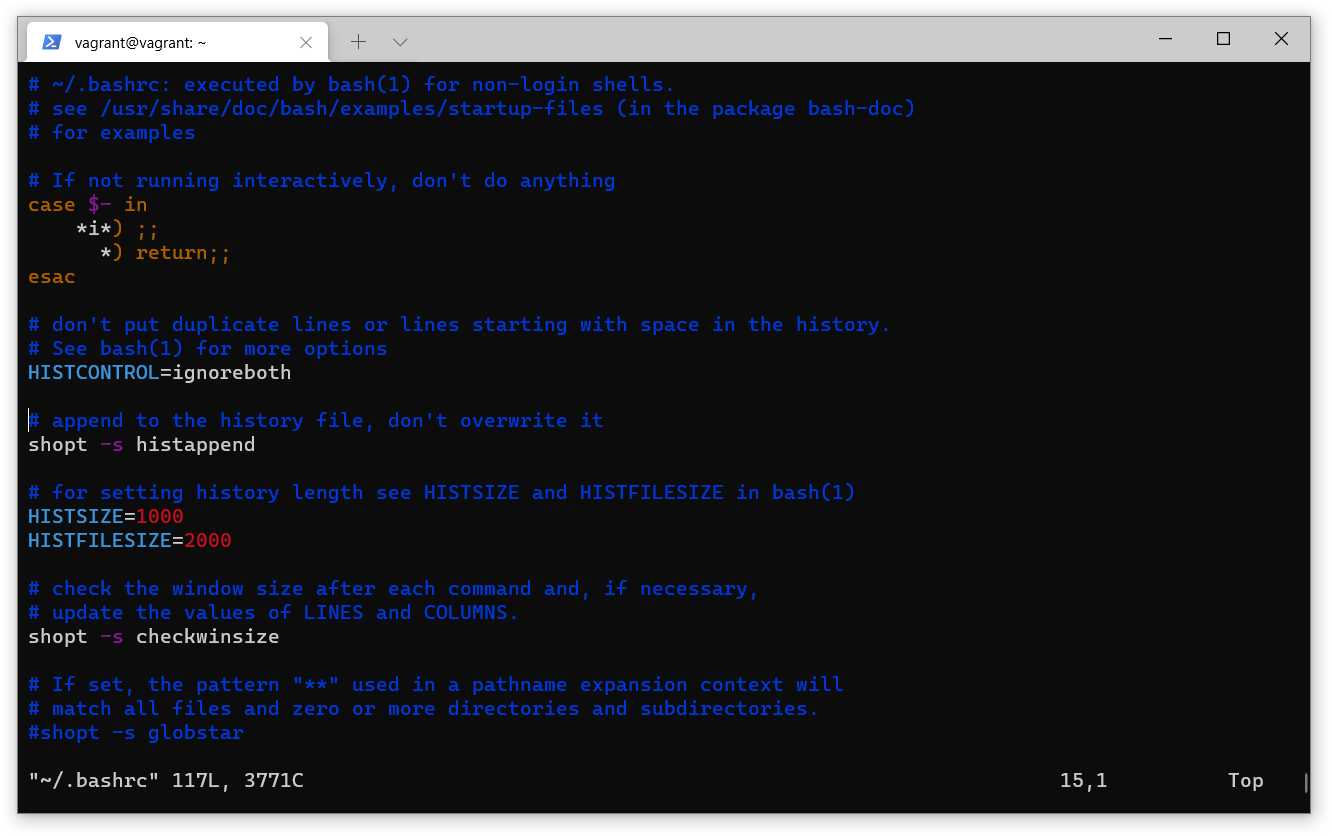 vagrant@vagrant: ~
# ~/.bashrc: executed by bash(1) for non-login shells.
# see /usr/share/doc/bash/examples/startup-files (in the package bash-doc)
# for examples

# If not running interactively, don't do anything
case $- in
    *i*) ;;
      *) return;;
esac

# don't put duplicate lines or lines starting with space in the history.
# See bash(1) for more options
HISTCONTROL=ignoreboth

# append to the history file, don't overwrite it
shopt -s histappend

# for setting history length see HISTSIZE and HISTFILESIZE in bash(1)
HISTSIZE=1000
HISTFILESIZE=2000

# check the window size after each command and, if necessary,
# update the values of LINES and COLUMNS.
shopt -s checkwinsize

# If set, the pattern "**" used in a pathname expansion context will
# match all files and zero or more directories and subdirectories.
#shopt -s globstar

"~/.bashrc" 117L, 3771C 15,1 Top